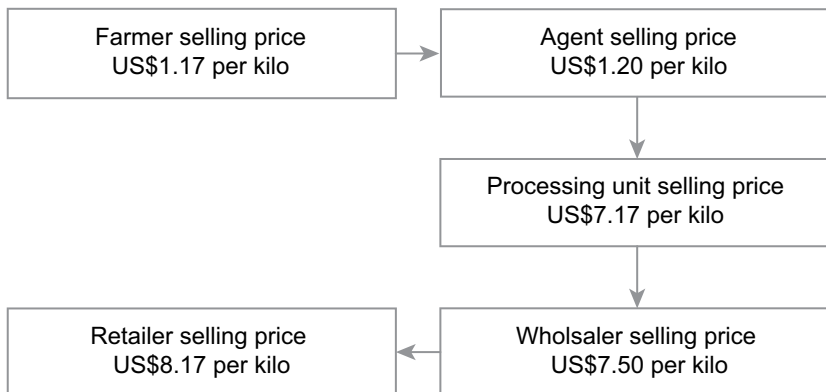 Farmer selling price
US$1.17 per kilo
Agent selling price
US$1.20 per kilo
Processing unit selling price
US$7.17 per kilo
Wholsaler selling price
US$7.50 per kilo
Retailer selling price
US$8.17 per kilo